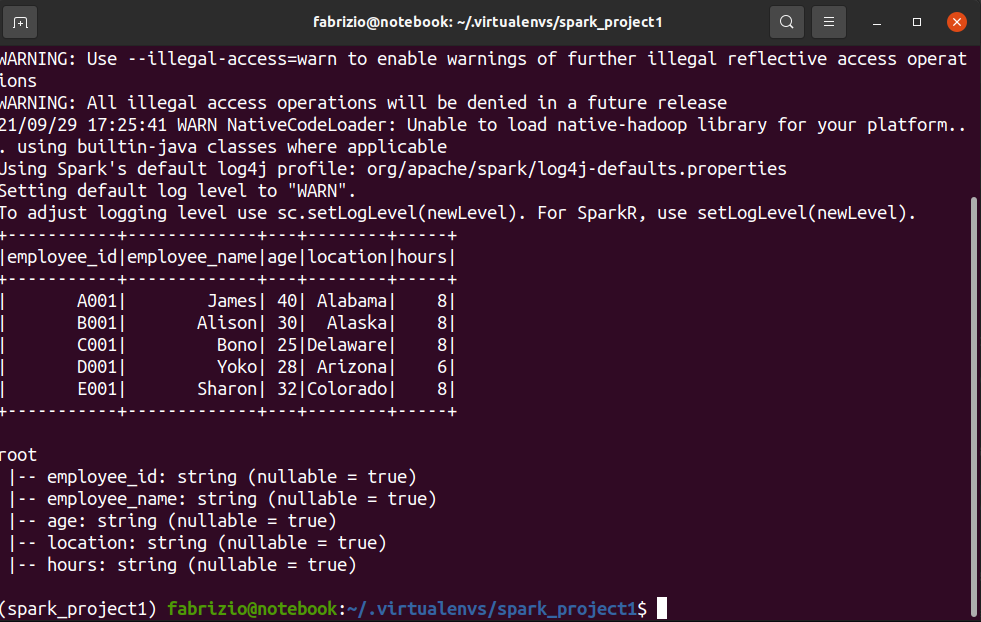 fabrizio@notebook: ~/.virtualenvs/spark_project1
WARNING: Use --illegal-access=warn to enable warnings of further illegal reflective access operat
ions
WARNING: All illegal access operations will be denied in a future release
21/09/29 17:25:41 WARN NativeCodeLoader: Unable to load native-hadoop library for your platform..
. using builtin-java classes where applicable
Using Spark's default log4j profile: org/apache/spark/log4j-defaults.properties
Setting default log level to "WARN".
To adjust logging level use sc.setLogLevel(newLevel). For SparkR, use setLogLevel(newLevel).
+-----------+-------------+---+--------+-----+
|employee_id|employee_name|age|location|hours|
+-----------+-------------+---+--------+-----+
|       A001|        James| 40| Alabama|    8|
|       B001|       Alison| 30|  Alaska|    8|
|       C001|         Bono| 25|Delaware|    8|
|       D001|         Yoko| 28| Arizona|    6|
|       E001|       Sharon| 32|Colorado|    8|
+-----------+-------------+---+--------+-----+
root
 |-- employee_id: string (nullable = true)
 |-- employee_name: string (nullable = true)
 |-- age: string (nullable = true)
 |-- location: string (nullable = true)
 |-- hours: string (nullable = true)
(spark_project1) fabrizio@notebook:~/.virtualenvs/spark_project1$